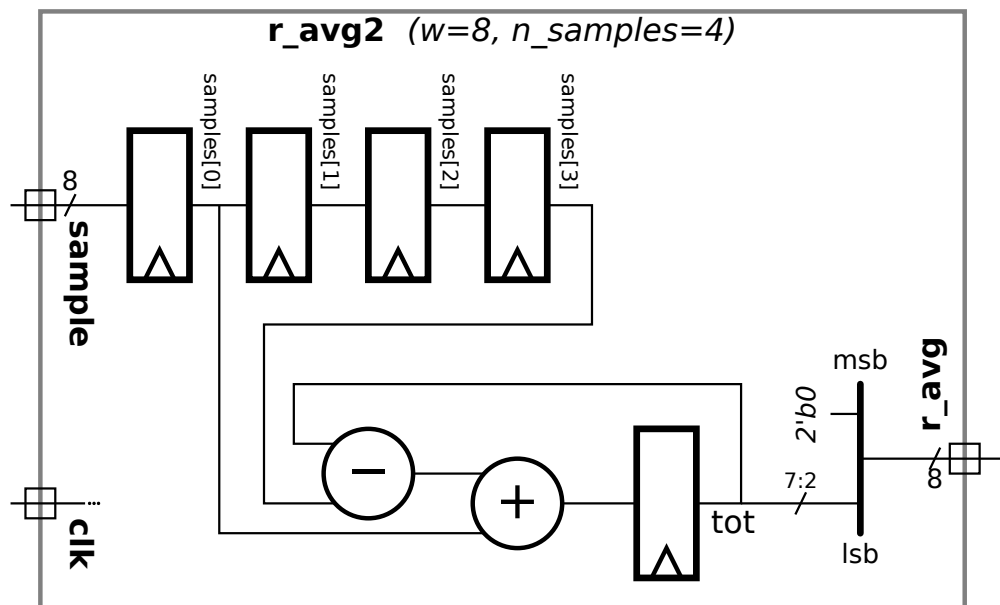 r_avg2 (w=8, n_samples=4)
samples[0]
samples[1]
samples[2]
samples[3]
8
sample
msb
r_avg
2'b0
−
+
7:2
8
tot
lsb
clk
...